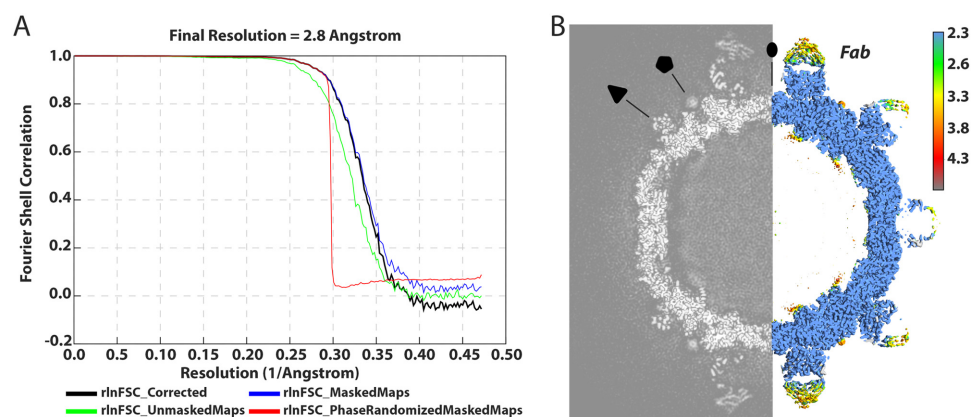 A
Final Resolution = 2.8 Angstrom
Fourier Shell Correlation
1.0
0.8
0.6
0.4
0.2
0.0
-0.2
0.0 0.5 0.10 0.15 0.20 0.25 0.30 0.35 0.40 0.45 0.50
Resolution (1/Angstrom)
rlnFSC_Corrected
rlnFSC_MaskedMaps
rlnFSC_UnmaskedMaps
rlnFSC_PhaseRandomizedMaskedMaps
B
Fab
2.3
2.6
3.3
3.8
4.3